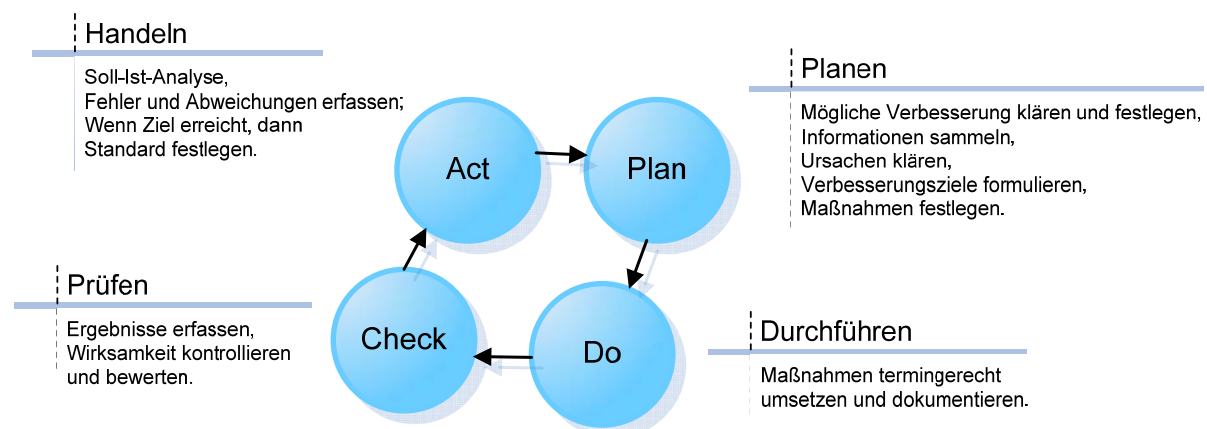 Handeln
Soll-Ist-Analyse,
Fehler und Abweichungen erfassen;
Wenn Ziel erreicht, dann
Standard festlegen.
Planen
Mögliche Verbesserung klären und festlegen,
Informationen sammeln,
Ursachen klären,
Verbesserungsziele formulieren,
Maßnahmen festlegen.
Act
Plan
Prüfen
Ergebnisse erfassen,
Wirksamkeit kontrollieren
und bewerten.
Check
Do
Durchführen
Maßnahmen termingerecht
umsetzen und dokumentieren.